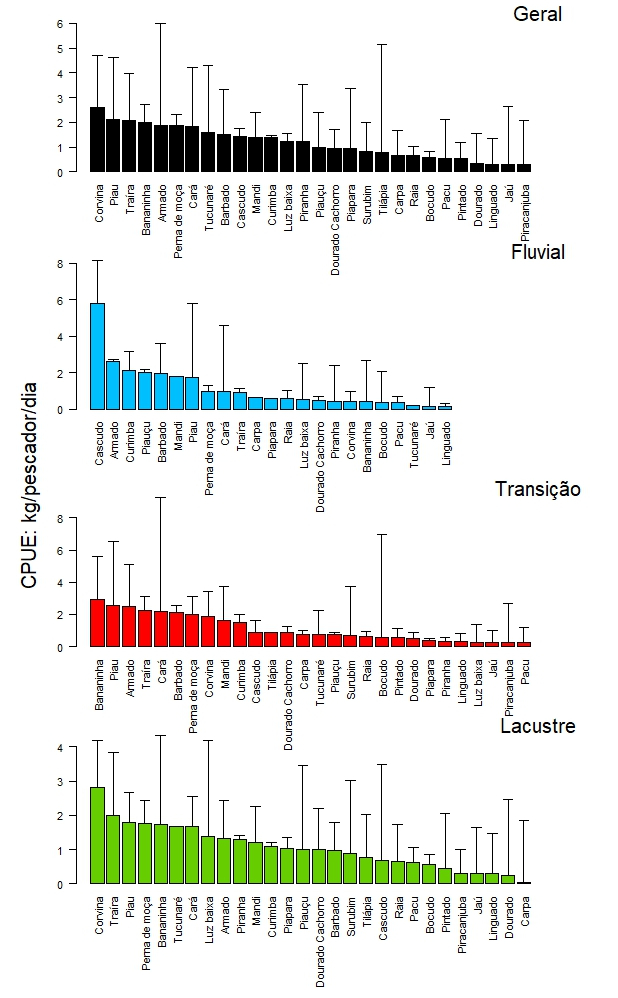 Geral
6
5
4
3
2
1
0
Corvina
Piau
Traíra
Bananinha
Armado
Perna de moça
Cará
Tucunaré
Barbado
Cascudo
Mandi
Curimba
Luz baixa
Piranha
Piauçu
Dourado Cachorro
Piapara
Surubim
Tilápia
Carpa
Raia
Bocudo
Pacu
Pintado
Dourado
Linguado
Jaú
Piracanjuba
Fluvial
8
6
4
2
0
Cascudo
Armado
Curimba
Piauçu
Barbado
Mandi
Piau
Perna de moça
Cará
Traíra
Carpa
Piapara
Raia
Luz baixa
Dourado Cachorro
Piranha
Corvina
Bananinha
Bocudo
Pacu
Tucunaré
Jaú
Linguado
CPUE: kg/pescador/dia
Transição
8
6
4
2
0
Bananinha
Piau
Armado
Traíra
Cará
Barbado
Perna de moça
Corvina
Mandi
Curimba
Cascudo
Tilápia
Dourado Cachorro
Carpa
Tucunaré
Piauçu
Surubim
Raia
Bocudo
Pintado
Dourado
Piapara
Piranha
Linguado
Luz baixa
Jaú
Piracanjuba
Pacu
Lacustre
4
3
2
1
0
Corvina
Traíra
Piau
Perna de moça
Bananinha
Tucunaré
Cará
Luz baixa
Armado
Piranha
Mandi
Curimba
Piapara
Piauçu
Dourado Cachorro
Barbado
Surubim
Tilápia
Cascudo
Raia
Pacu
Bocudo
Pintado
Piracanjuba
Jaú
Linguado
Dourado
Carpa